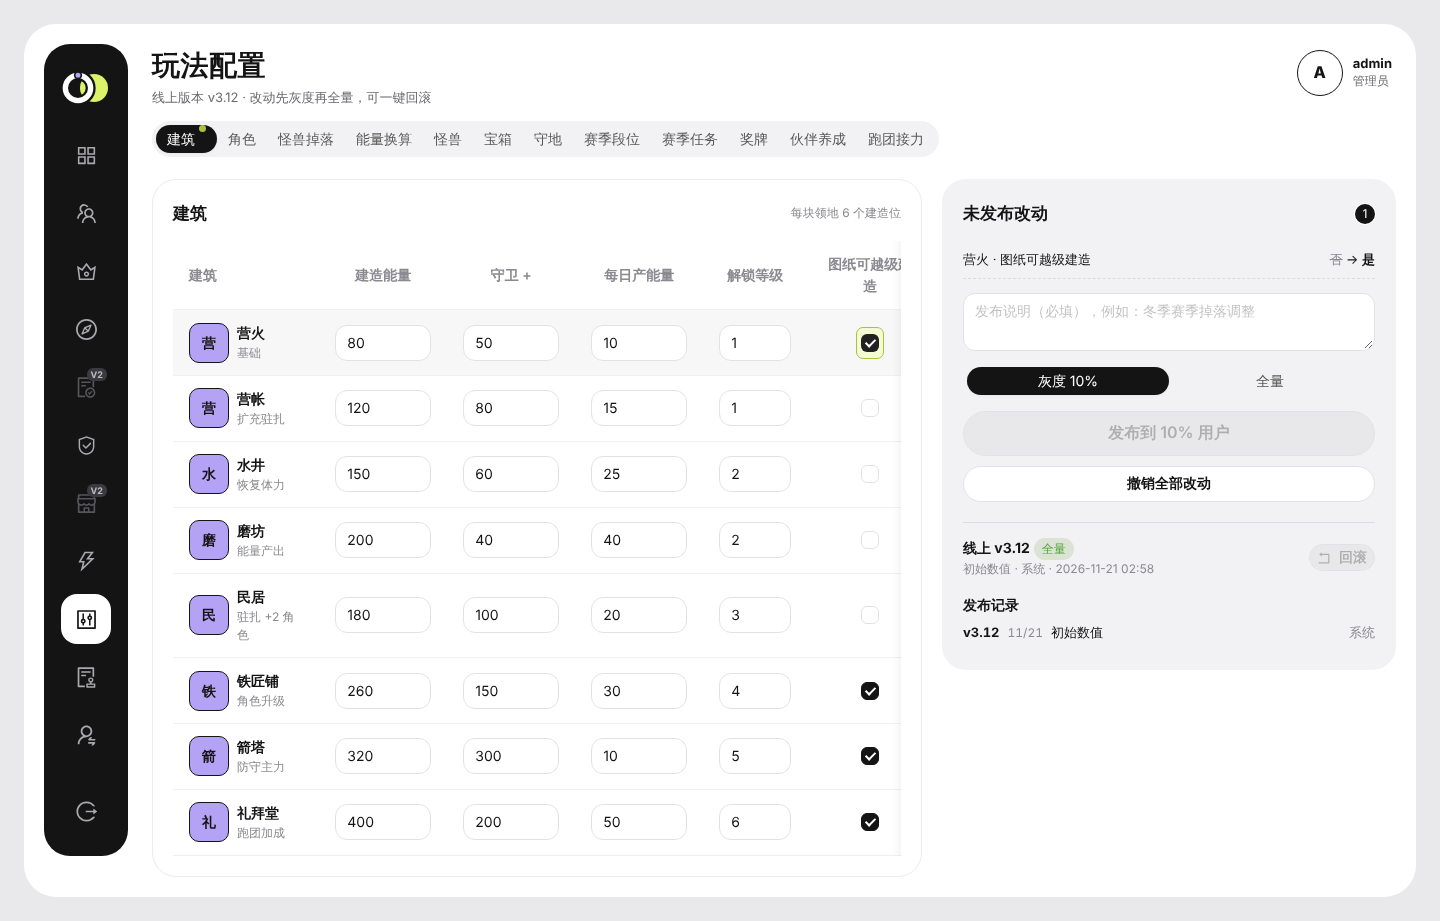 玩法配置
线上版本 v3.12 · 改动先灰度再全量，可一键回滚
A
admin
管理员
建筑 角色 怪兽掉落 能量换算 怪兽 宝箱 守地 赛季段位 赛季任务 奖牌 伙伴养成 跑团接力
V2
V2
建筑
每块领地 6 个建造位
建筑 建造能量 守卫 + 每日产能量 解锁等级 图纸可越级建造
营 营火 80 50 10 1
基础
营 营帐 120 80 15 1
扩充驻扎
水 水井 150 60 25 2
恢复体力
磨 磨坊 200 40 40 2
能量产出
民 民居 180 100 20 3
驻扎 +2 角
色
铁 铁匠铺 260 150 30 4
角色升级
箭 箭塔 320 300 10 5
防守主力
礼 礼拜堂 400 200 50 6
跑团加成
未发布改动 1
营火 · 图纸可越级建造 否 → 是
发布说明（必填），例如：冬季赛季掉落调整
灰度 10% 全量
发布到 10% 用户
撤销全部改动
线上 v3.12 全量
初始数值 · 系统 · 2026-11-21 02:58
回滚
发布记录
v3.12 11/21 初始数值 系统